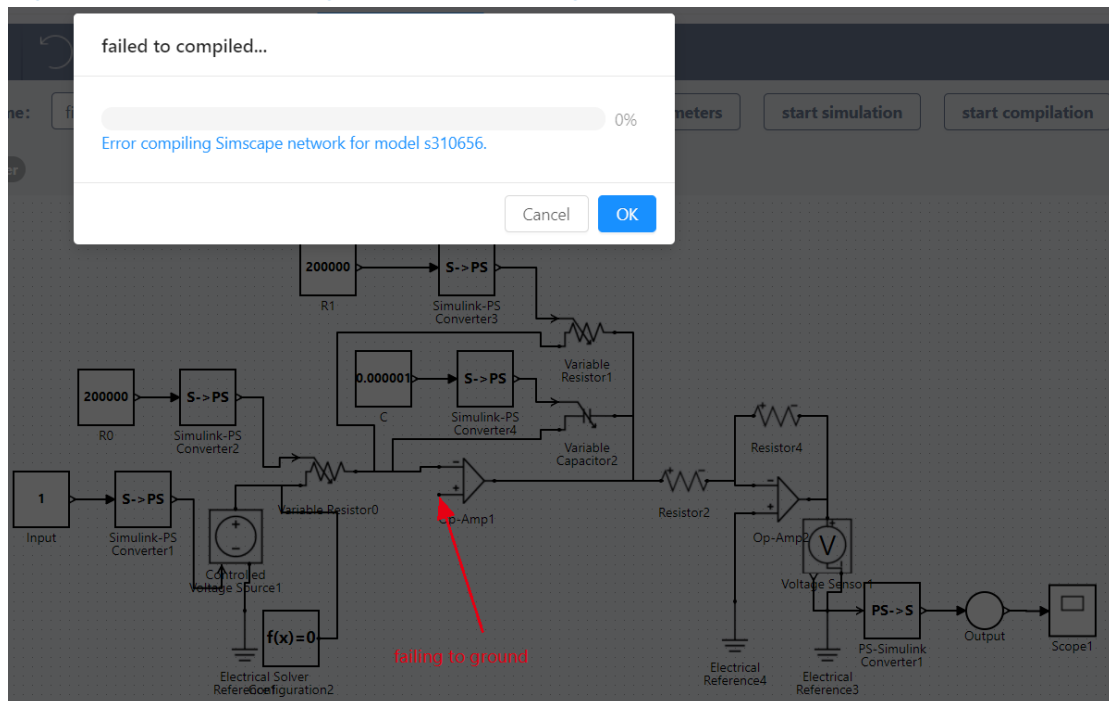 failed to compiled...
0%
Error compiling Simscape network for model s310656.
Cancel
OK
start simulation
start compilation
200000
S->PS
R1
Simulink-PS
Converter3
Variable
Resistor1
0.000001
S->PS
C
Simulink-PS
Converter4
Variable
Capacitor2
200000
S->PS
R0
Simulink-PS
Converter2
Resistor4
1
S->PS
Input
Simulink-PS
Converter1
Variable Resistor0
Op-Amp1
Resistor2
Op-Amp2
V
Controlled
Voltage Source1
Voltage Sensor1
f(x)=0
failing to ground
PS->S
Output
Scope1
PS-Simulink
Converter1
Electrical
Reference4
Electrical
Reference3
Electrical Solver